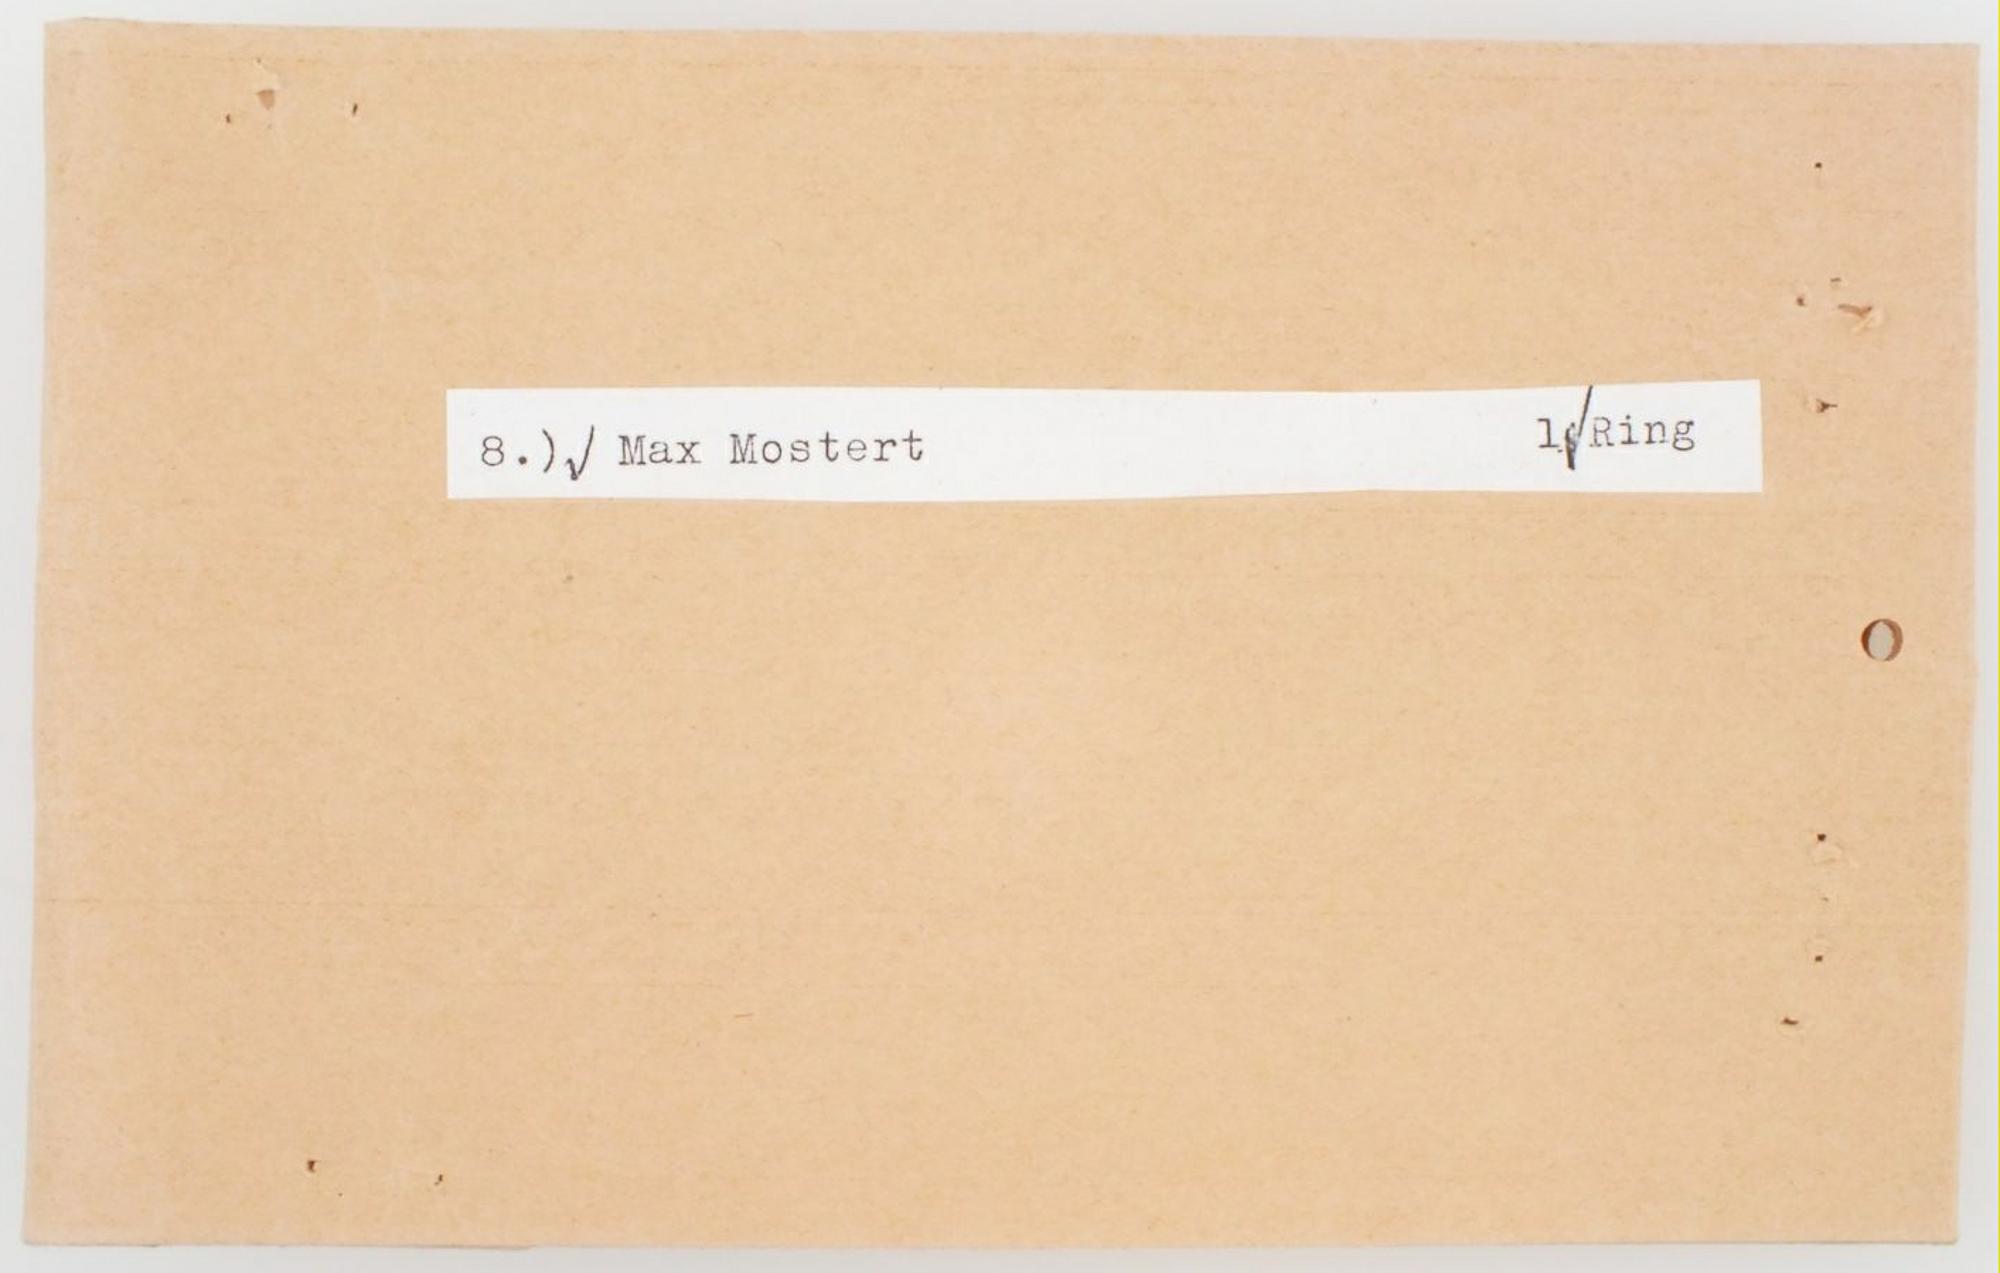 8.)√ Max Mostert 1√Ring